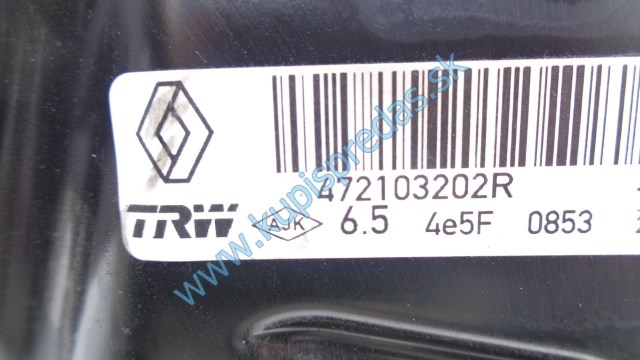 472103202R
TRW AJK 6.5 4e5F 0853
www.kupispredas.sk